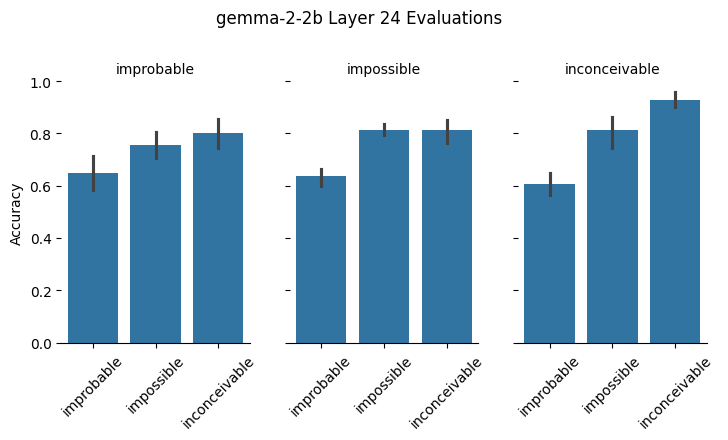 gemma-2-2b Layer 24 Evaluations
improbable
impossible
inconceivable
Accuracy
1.0
0.8
0.6
0.4
0.2
0.0
improbable
impossible
inconceivable
improbable
impossible
inconceivable
improbable
impossible
inconceivable